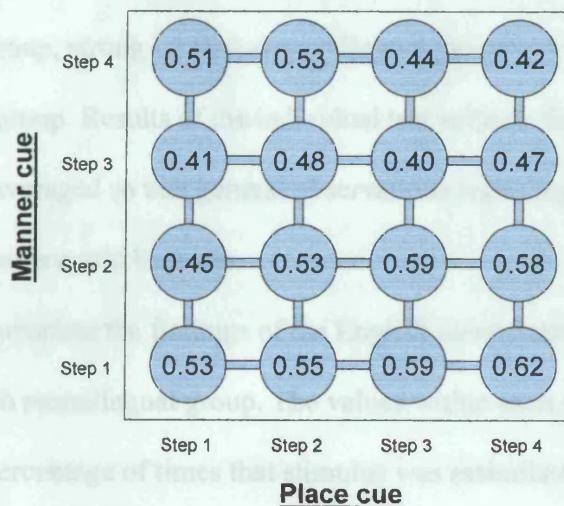 Step 4 0.51 0.53 0.44 0.42
Step 3 0.41 0.48 0.40 0.47
Manner cue
Step 2 0.45 0.53 0.59 0.58
Step 1 0.53 0.55 0.59 0.62
Step 1 Step 2 Step 3 Step 4
Place cue